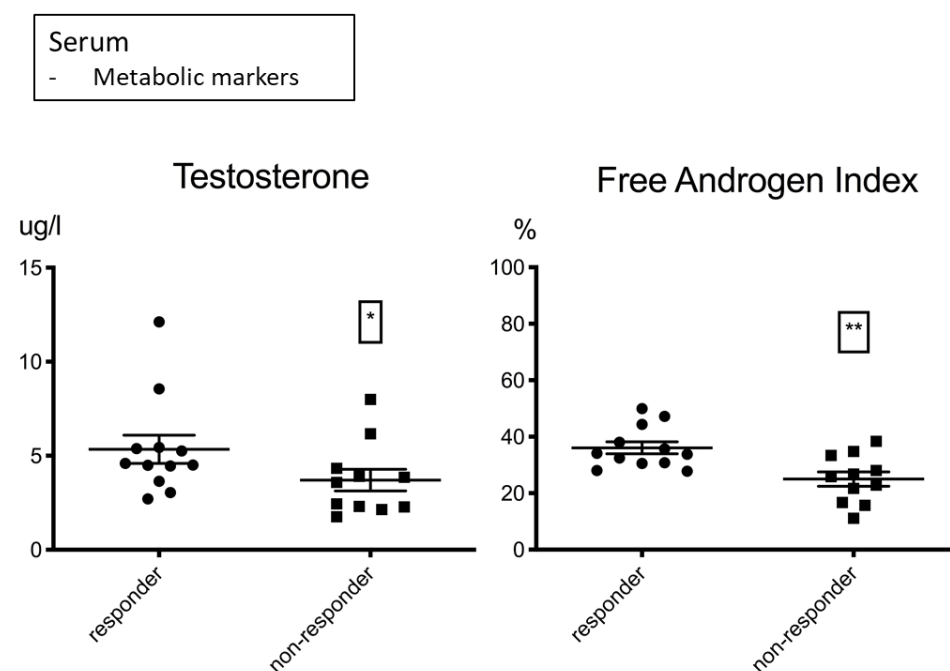 Serum
- Metabolic markers
Testosterone
ug/l
15
10
5
0
*
responder
non-responder
Free Androgen Index
%
100
80
60
40
20
0
**
responder
non-responder